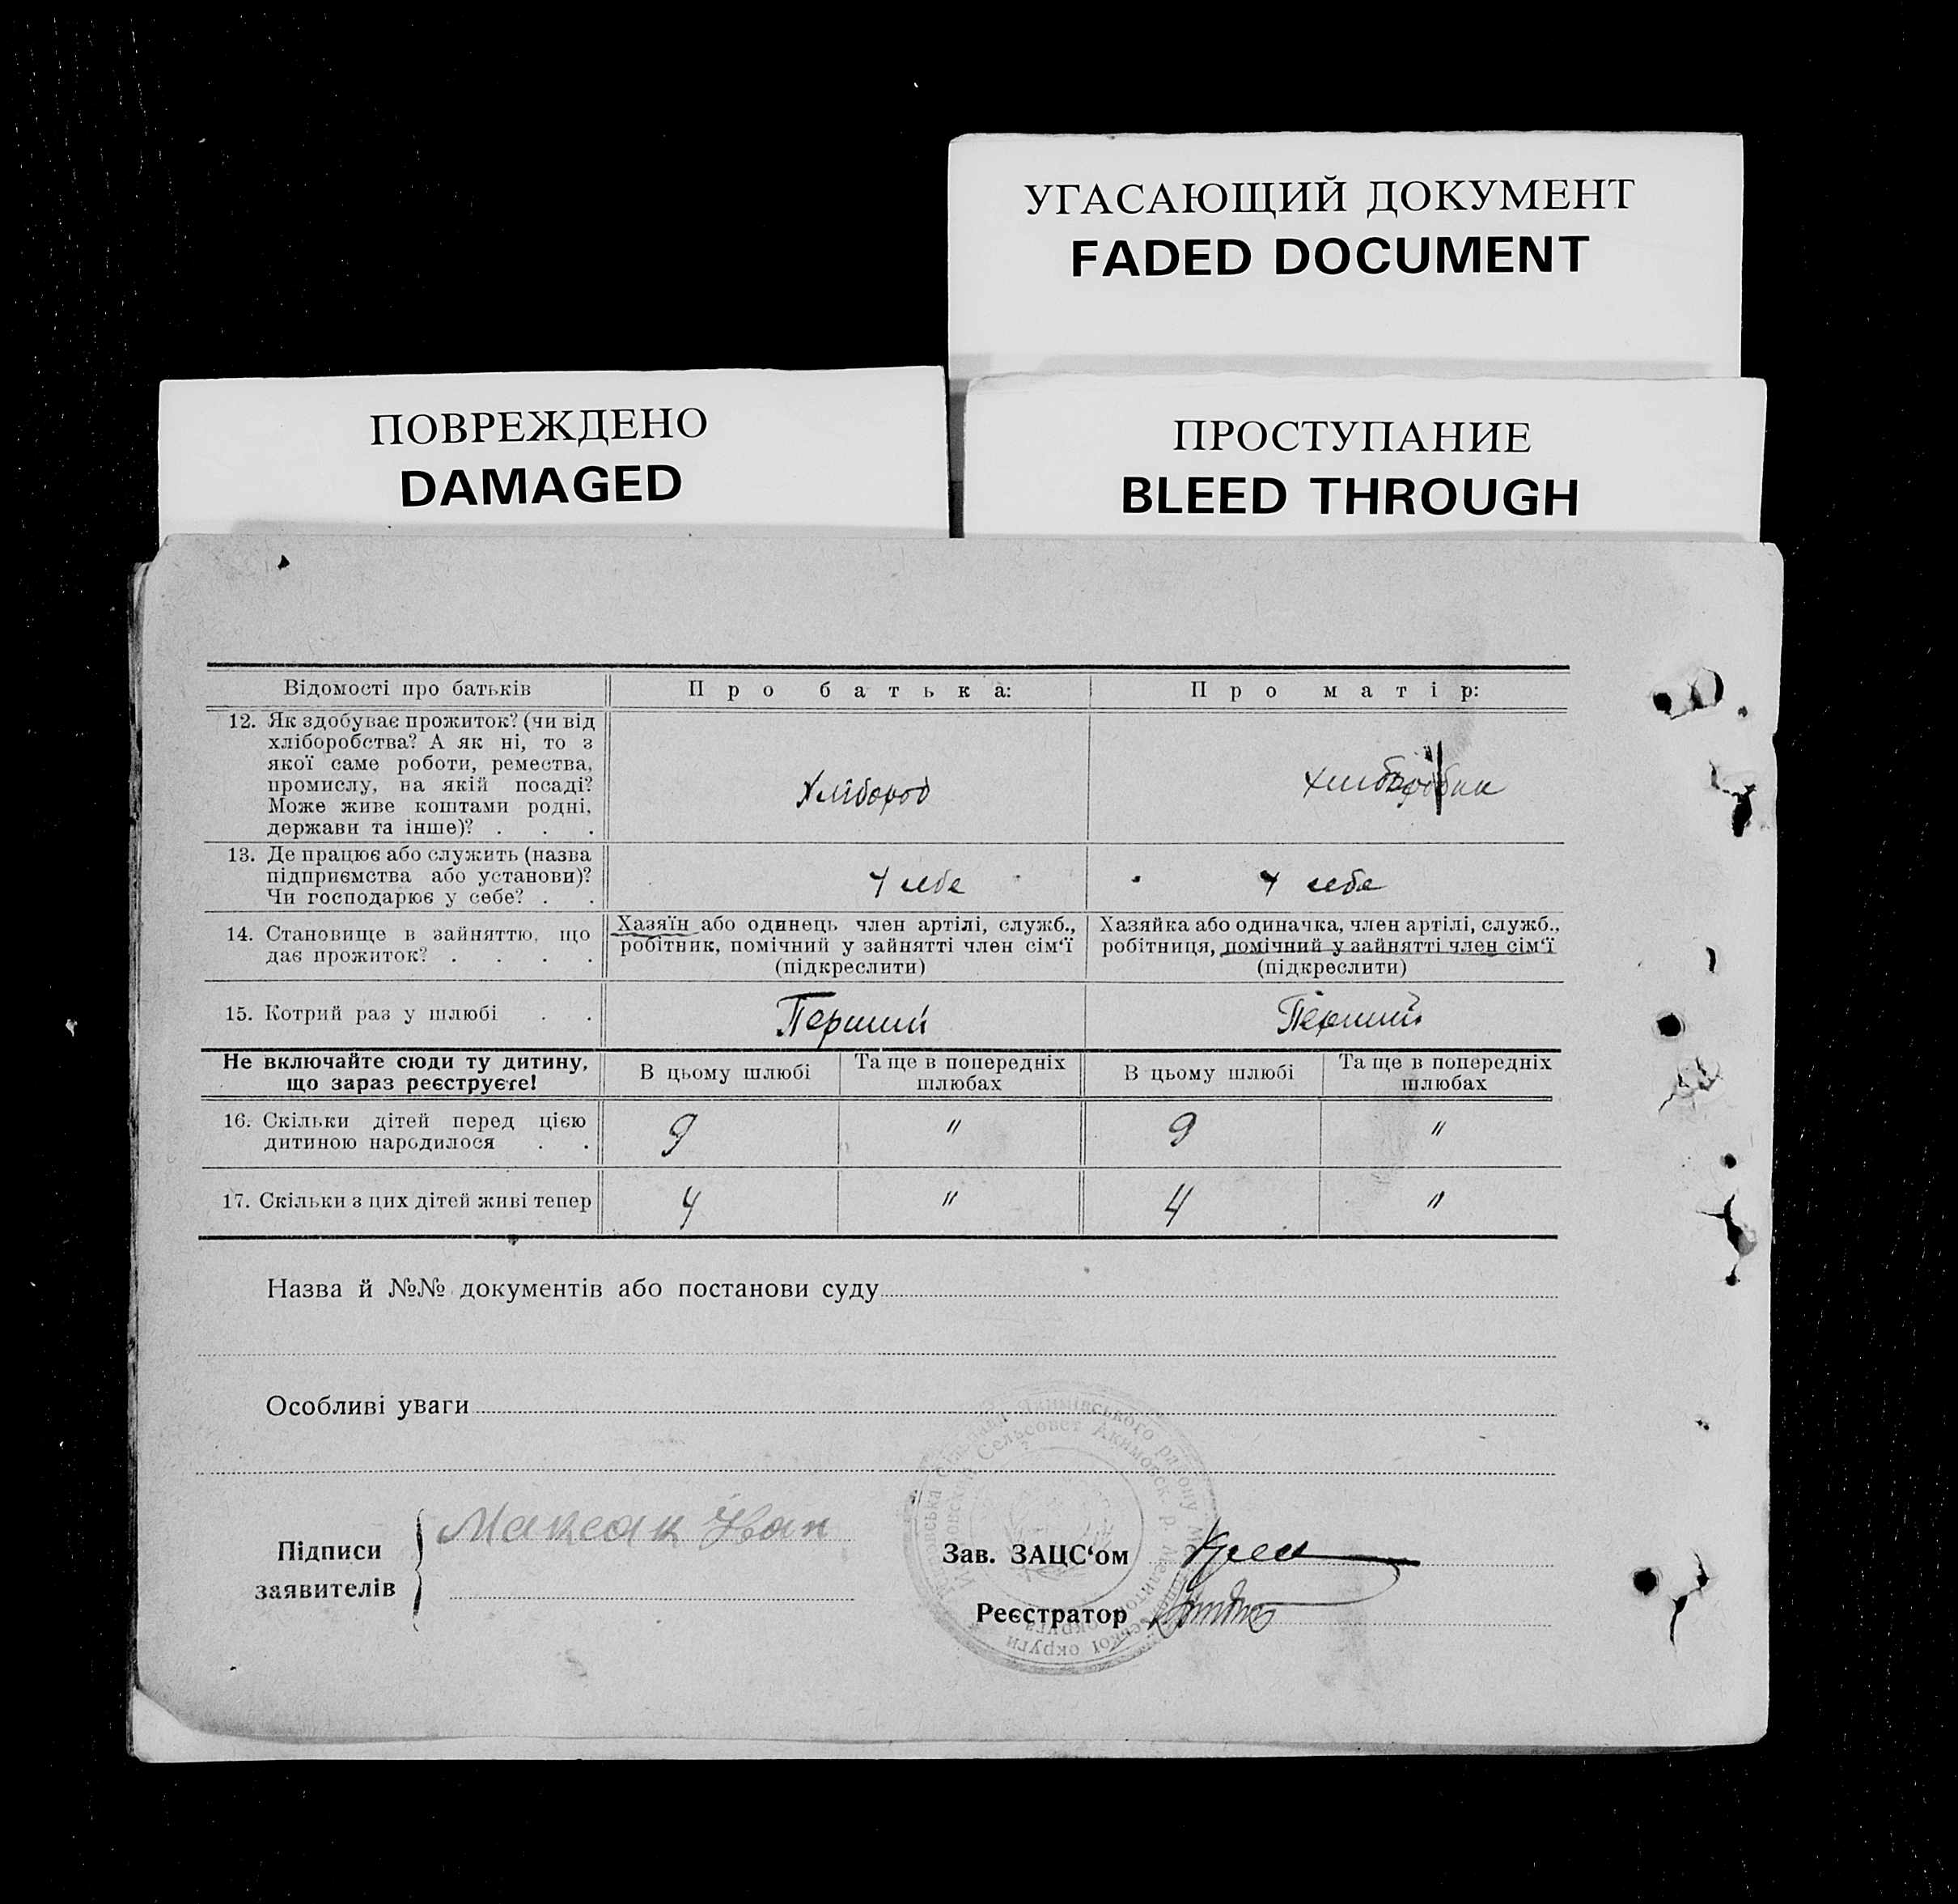 УГАСАЮЩИЙ ДОКУМЕНТ
FADED DOCUMENT
ПОВРЕЖДЕНО
DAMAGED
ПРОСТУПАНИЕ
BLEED THROUGH
Відомості про батьків
Про батька:
Про матір:
12. Як здобуває прожиток? (чи від
хліборобства? А як ні, то з
якої саме роботи, ремества,
промислу, на якій посаді?
Може живе коштами родні,
держави та інше)? . . .
Хлібороб
13. Де працює або служить (назва
підприємства або установи)?
Чи господарює у себе? . .
У себе
У себе
14. Становище в зайняттю, що
дає прожиток? . . . .
Хазяїн або одинець член артілі, служб.,
робітник, помічний у зайнятті член сім'ї
(підкреслити)
Хазяйка або одиначка, член артілі, служб.,
робітниця, помічний у зайнятті член сім'ї
(підкреслити)
15. Котрий раз у шлюбі . .
Перший
Перший
Не включайте сюди ту дитину,
що зараз реєструєте!
В цьому шлюбі
Та ще в попередніх
шлюбах
В цьому шлюбі
Та ще в попередніх
шлюбах
16. Скільки дітей перед цією
дитиною народилося . .
9
"
9
"
17. Скільки з цих дітей живі тепер
4
"
4
"
Назва й №№ документів або постанови суду
Особливі уваги
Підписи
заявителів
Максак Іван
Зав. ЗАЦС'ом
Реєстратор
Сельсовет Акимовск. р. Мелитоп. округа